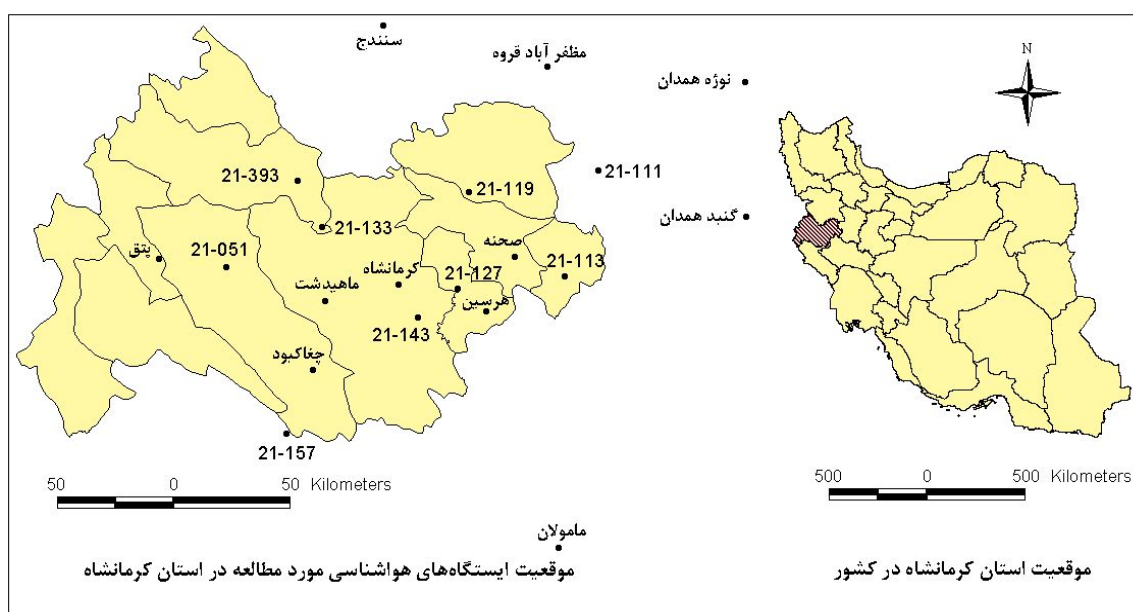 سنندج
مظفر آباد قروه
نوژه همدان
N
21-111
21-393
21-119
گنبد همدان
21-133
صحنه
پتق
21-051
21-113
کرمانشاه
21-127
ماهیدشت
هرسین
21-143
چغاکبود
21-157
50 0 50 Kilometers
500 0 500 Kilometers
مامولان
موقعیت ایستگاه‌های هواشناسی مورد مطالعه در استان کرمانشاه
موقعیت استان کرمانشاه در کشور